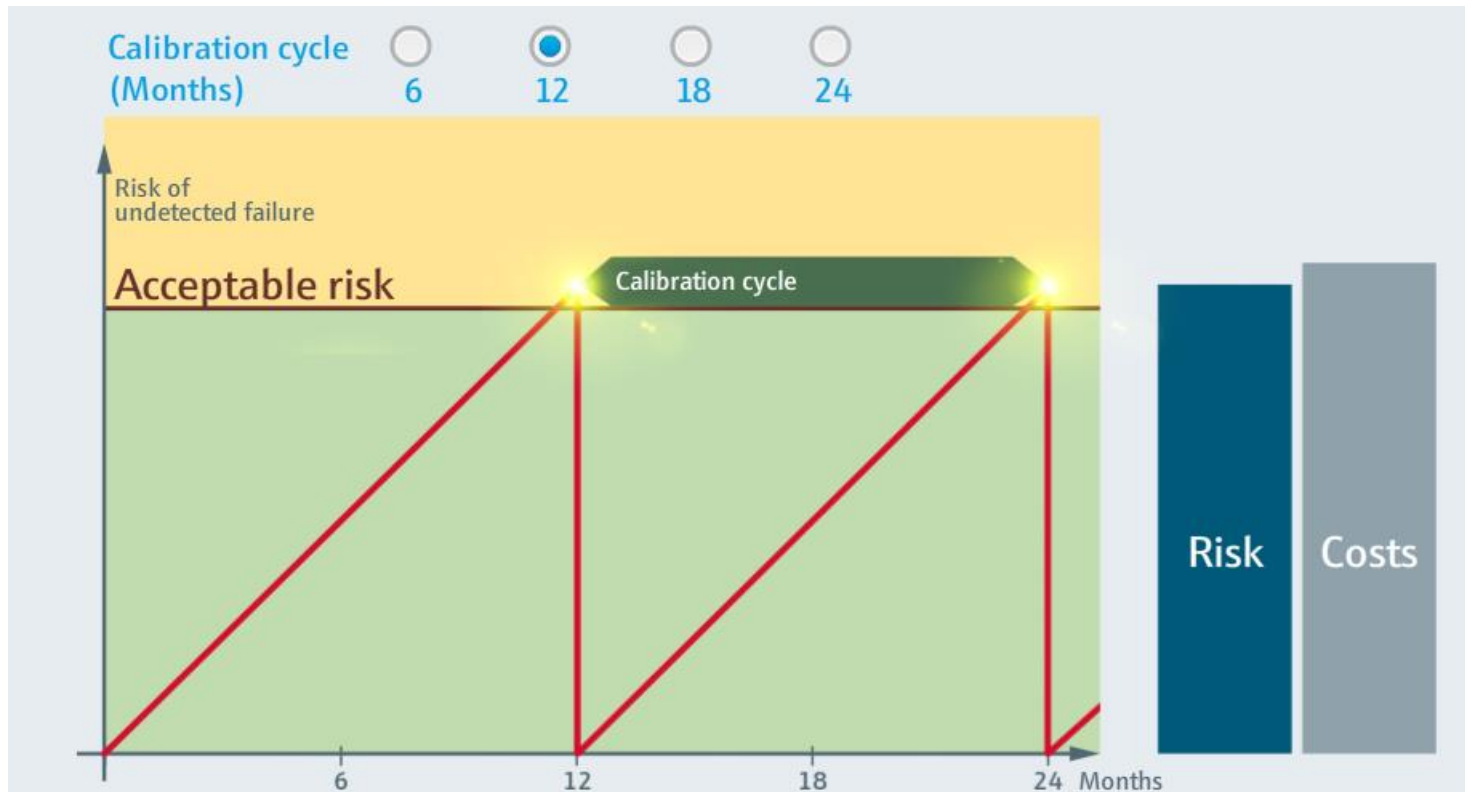 Calibration cycle
(Months)
6
12
18
24
Risk of
undetected failure
Acceptable risk
Calibration cycle
Risk
Costs
6
12
18
24
Months